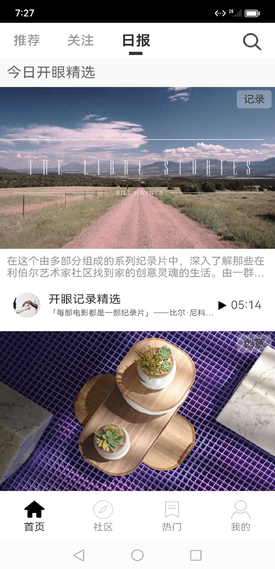 7:27
推荐
关注
日报
今日开眼精选
记录
BILL HAYNES
在这个由多部分组成的系列纪录片中，深入了解那些在
利伯尔艺术家社区找到家的创意灵魂的生活。由一群…
开眼记录精选
「每部电影都是一部纪录片」——比尔·尼科…
05:14
创意
首页
社区
热门
我的